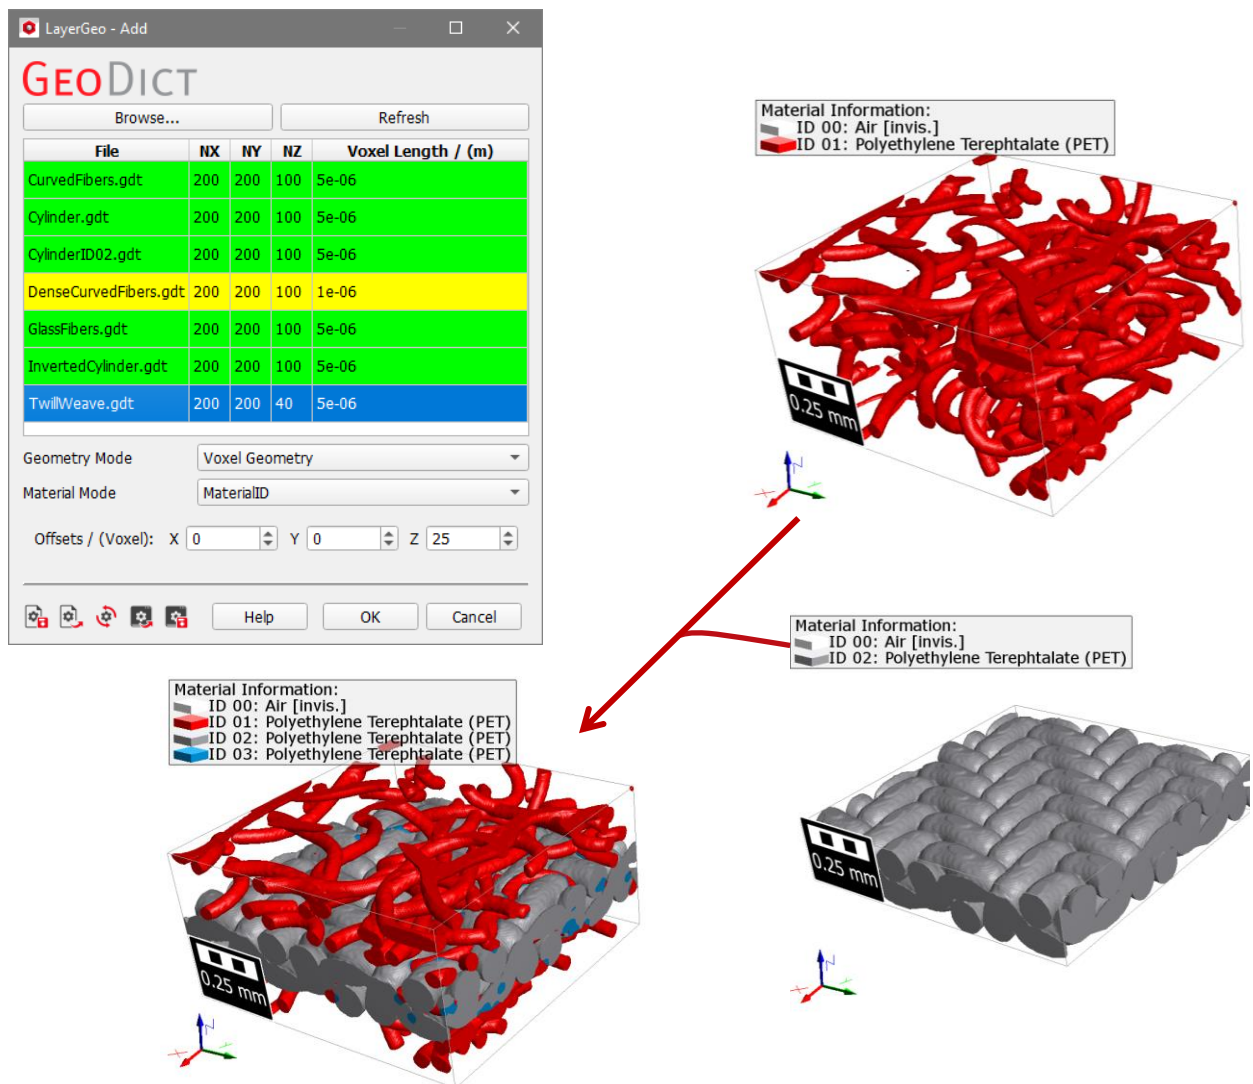 LayerGeo - Add
GEODICT
Browse...
Refresh
File NX NY NZ Voxel Length / (m)
CurvedFibers.gdt 200 200 100 5e-06
Cylinder.gdt 200 200 100 5e-06
CylinderID02.gdt 200 200 100 5e-06
DenseCurvedFibers.gdt 200 200 100 1e-06
GlassFibers.gdt 200 200 100 5e-06
InvertedCylinder.gdt 200 200 100 5e-06
TwillWeave.gdt 200 200 40 5e-06
Geometry Mode Voxel Geometry
Material Mode MaterialID
Offsets / (Voxel): X 0 Y 0 Z 25
Help OK Cancel
Material Information:
ID 00: Air [invis.]
ID 01: Polyethylene Terephtalate (PET)
0.25 mm
Z
X
Y
Material Information:
ID 00: Air [invis.]
ID 02: Polyethylene Terephtalate (PET)
0.25 mm
Z
X
Y
Material Information:
ID 00: Air [invis.]
ID 01: Polyethylene Terephtalate (PET)
ID 02: Polyethylene Terephtalate (PET)
ID 03: Polyethylene Terephtalate (PET)
0.25 mm
Z
X
Y